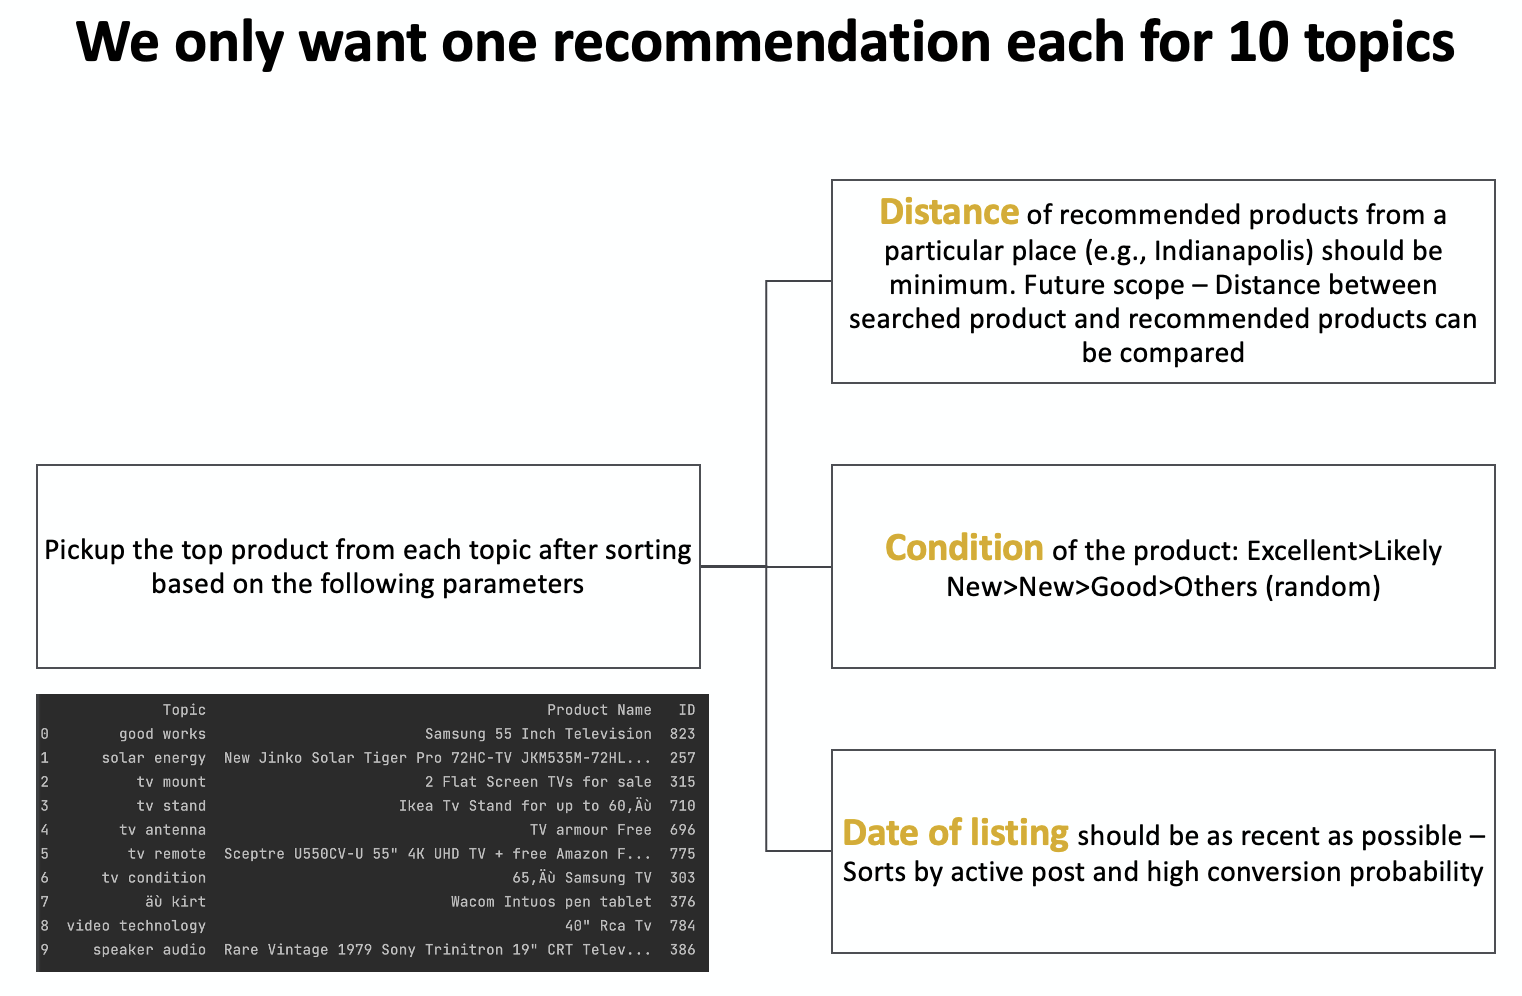 We only want one recommendation each for 10 topics
Distance of recommended products from a
particular place (e.g., Indianapolis) should be
minimum. Future scope – Distance between
searched product and recommended products can
be compared
Pickup the top product from each topic after sorting
based on the following parameters
Condition of the product: Excellent>Likely
New>New>Good>Others (random)
Date of listing should be as recent as possible –
Sorts by active post and high conversion probability
Topic Product Name ID
0 good works Samsung 55 Inch Television 823
1 solar energy New Jinko Solar Tiger Pro 72HC-TV JKM535M-72HL... 257
2 tv mount 2 Flat Screen TVs for sale 315
3 tv stand Ikea Tv Stand for up to 60‚Äù 710
4 tv antenna TV armour Free 696
5 tv remote Sceptre U550CV-U 55" 4K UHD TV + free Amazon F... 775
6 tv condition 65‚Äù Samsung TV 303
7 äù kirt Wacom Intuos pen tablet 376
8 video technology 40" Rca Tv 784
9 speaker audio Rare Vintage 1979 Sony Trinitron 19" CRT Telev... 386